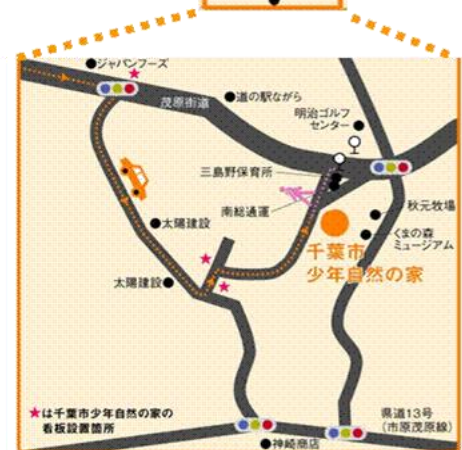 ジャパンフーズ
茂原街道
道の駅ながら
明治ゴルフ
センター
三島野保育所
南総通運
秋元牧場
くまの森
ミュージアム
千葉市
少年自然の家
太陽建設
太陽建設
★は千葉市少年自然の家の
看板設置箇所
県道13号
(市原茂原線)
神崎商店